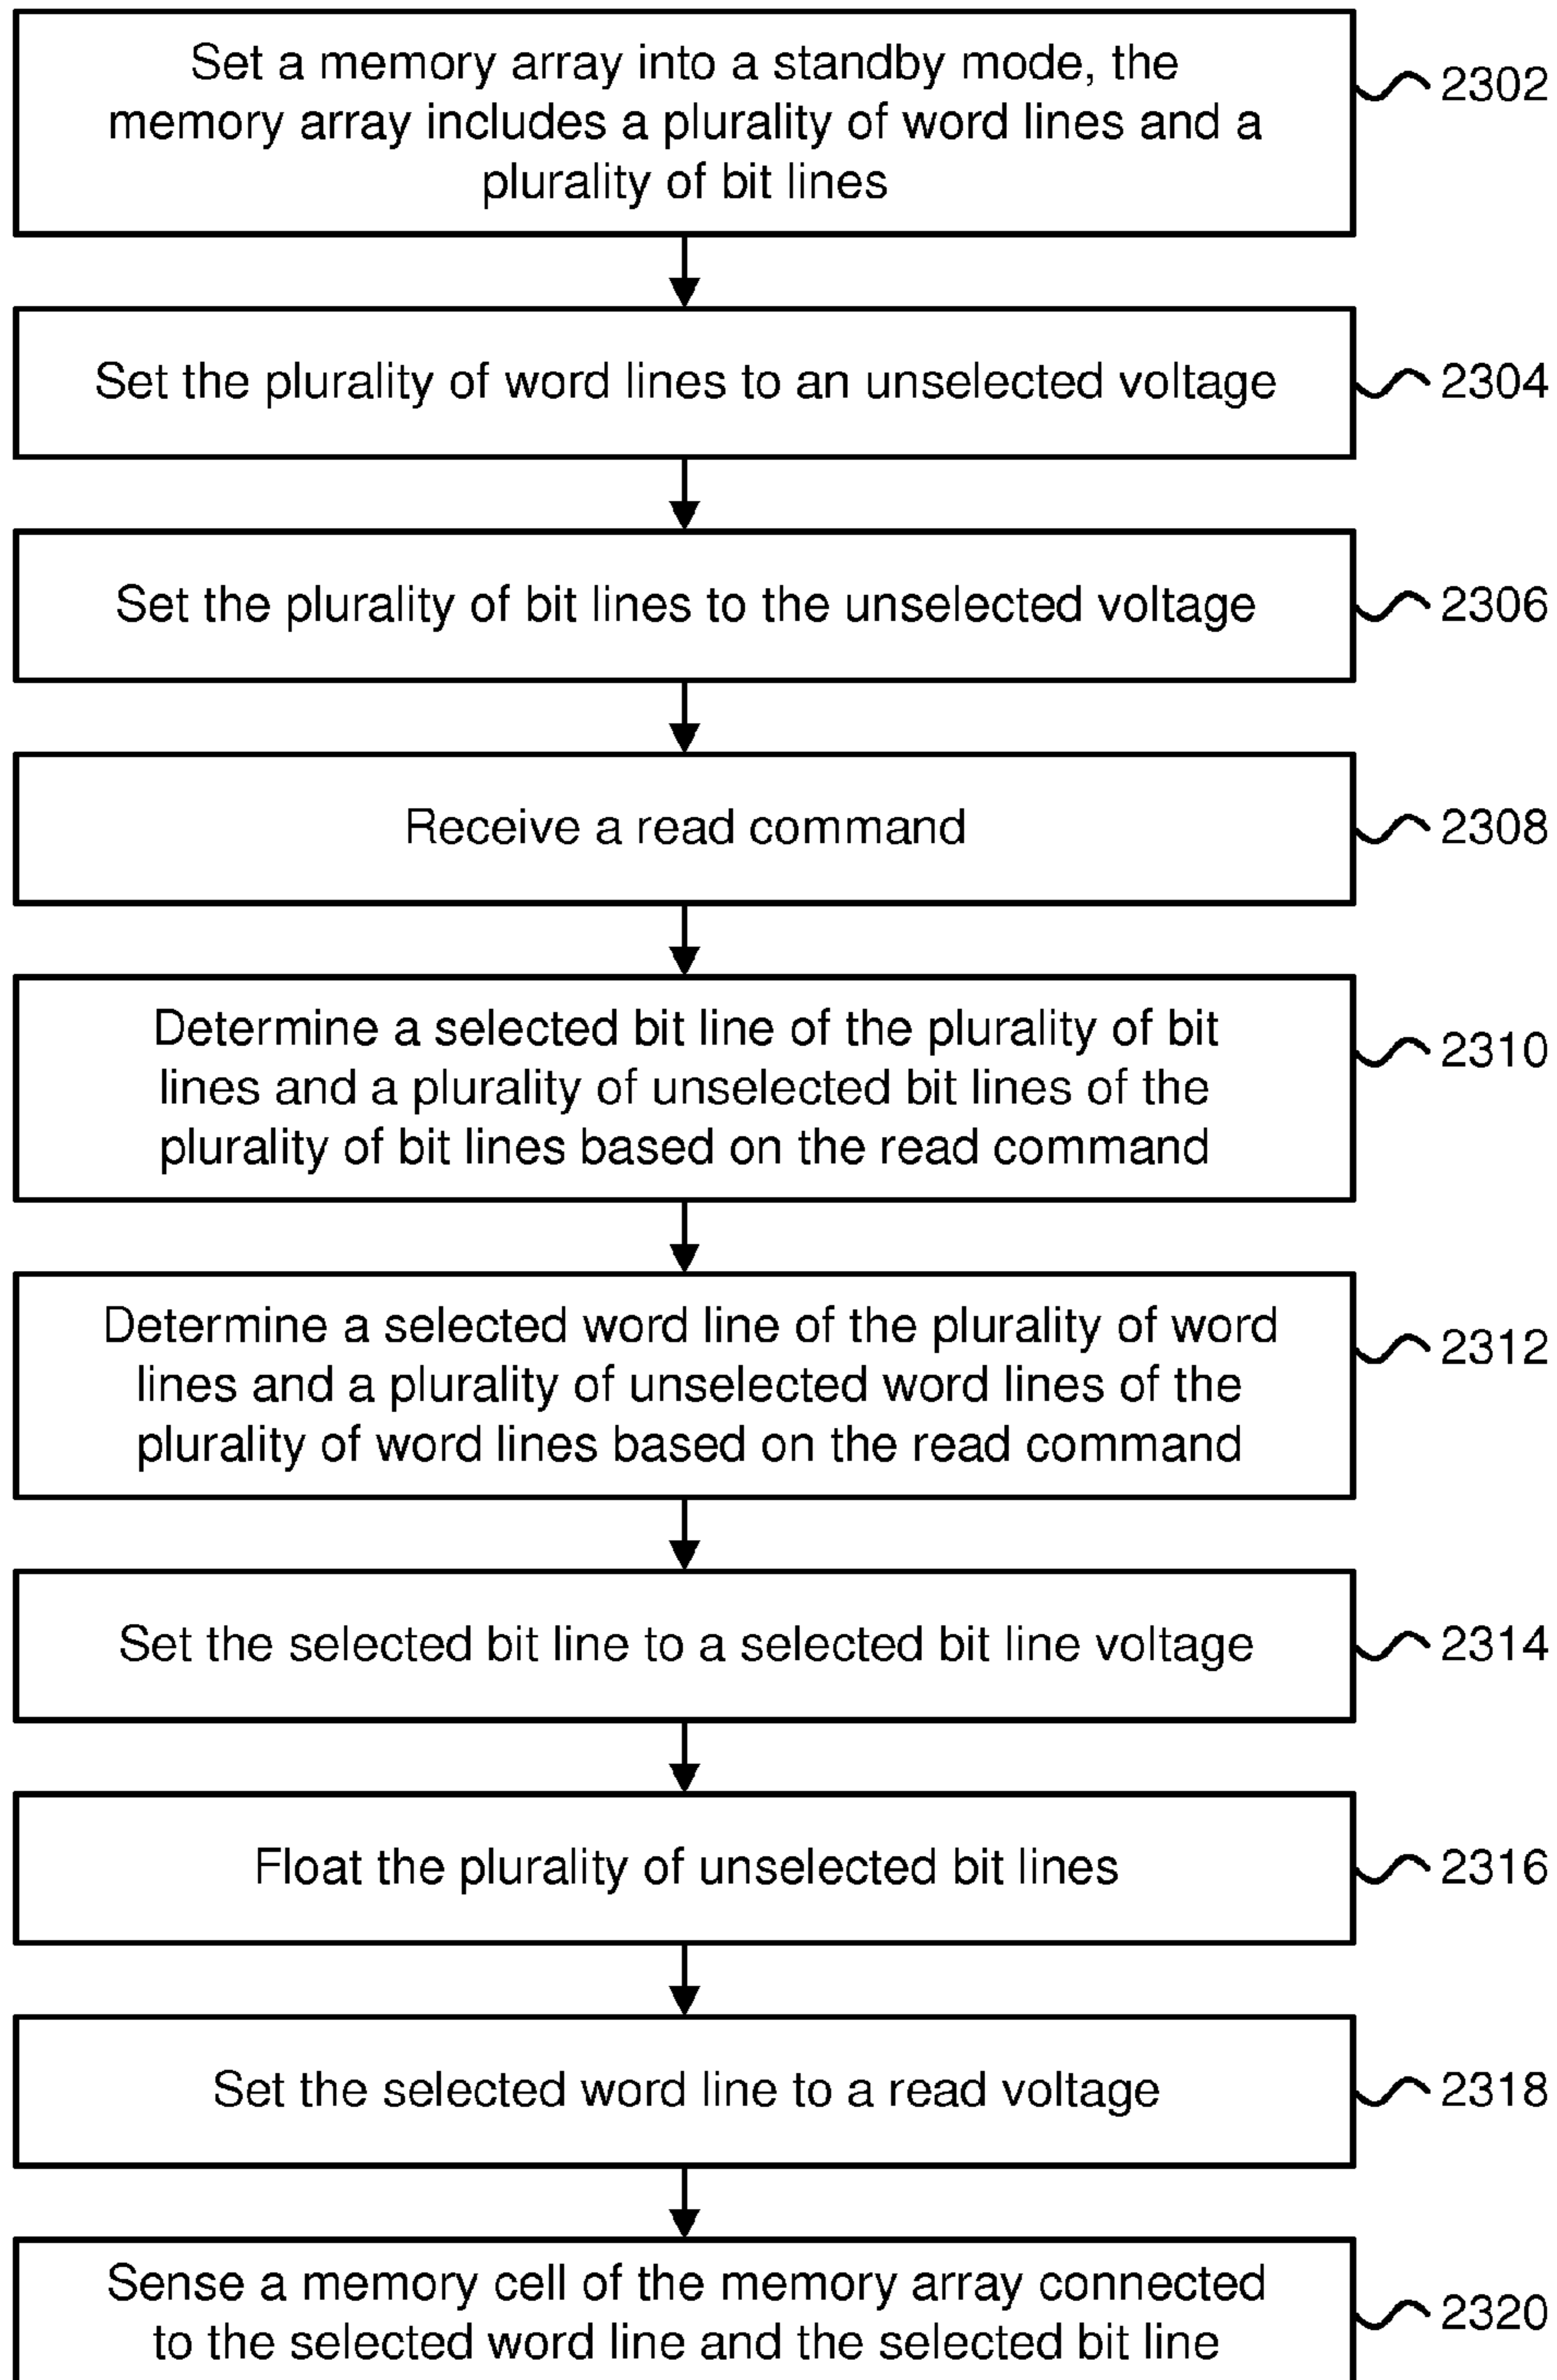 Set a memory array into a standby mode, the
memory array includes a plurality of word lines and a
plurality of bit lines
2302
Set the plurality of word lines to an unselected voltage
2304
Set the plurality of bit lines to the unselected voltage
2306
Receive a read command
2308
Determine a selected bit line of the plurality of bit
lines and a plurality of unselected bit lines of the
plurality of bit lines based on the read command
2310
Determine a selected word line of the plurality of word
lines and a plurality of unselected word lines of the
plurality of word lines based on the read command
2312
Set the selected bit line to a selected bit line voltage
2314
Float the plurality of unselected bit lines
2316
Set the selected word line to a read voltage
2318
Sense a memory cell of the memory array connected
to the selected word line and the selected bit line
2320